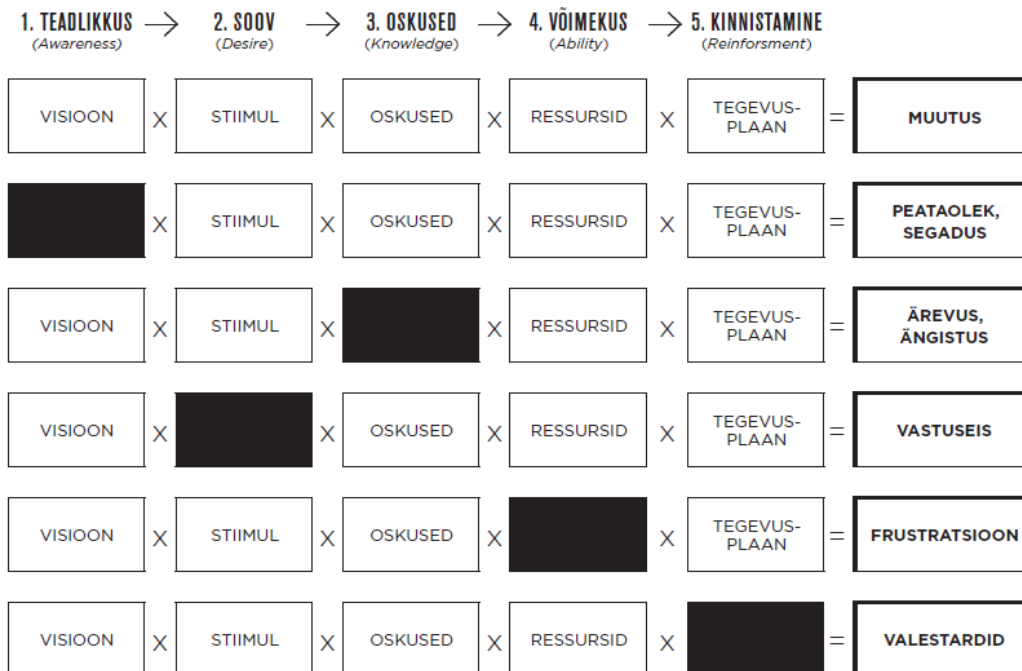 1. TEADLIKKUS → 2. SOOV → 3. OSKUSED → 4. VÕIMEKUS → 5. KINNISTAMINE
(Awareness) (Desire) (Knowledge) (Ability) (Reinforsment)
VISIOON X STIIMUL X OSKUSED X RESSURSID X TEGEVUS-
PLAAN = MUUTUS
X STIIMUL X OSKUSED X RESSURSID X TEGEVUS-
PLAAN = PEATAOLEK,
SEGADUS
VISIOON X STIIMUL X X RESSURSID X TEGEVUS-
PLAAN = ÄREVUS,
ÄNGISTUS
VISIOON X X OSKUSED X RESSURSID X TEGEVUS-
PLAAN = VASTUSEIS
VISIOON X STIIMUL X OSKUSED X X TEGEVUS-
PLAAN = FRUSTRATSIOON
VISIOON X STIIMUL X OSKUSED X RESSURSID X = VALESTARDID